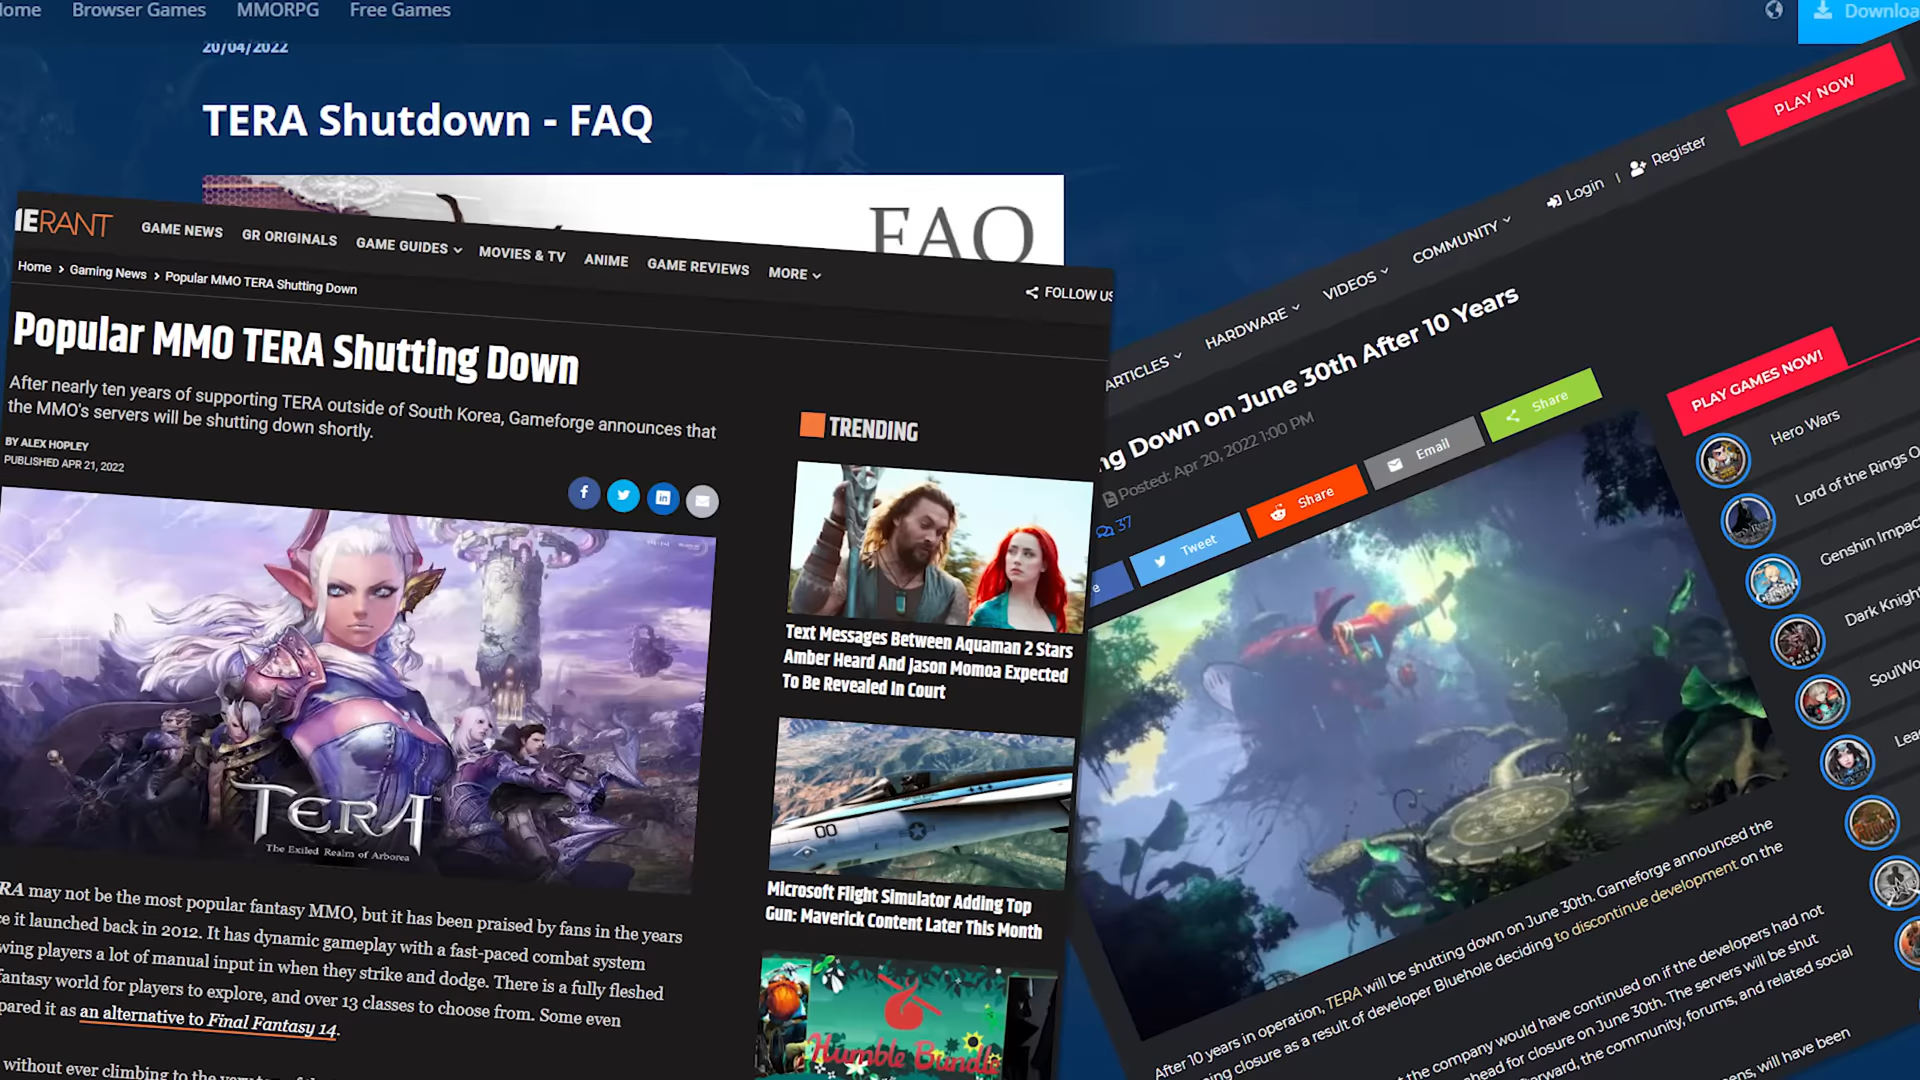 Home
Browser Games
MMORPG
Free Games
20/04/2022
TERA Shutdown - FAQ
FAQ
RANT
GAME NEWS
GR ORIGINALS
GAME GUIDES
MOVIES & TV
ANIME
GAME REVIEWS
MORE
FOLLOW US
Home > Gaming News > Popular MMO TERA Shutting Down
Popular MMO TERA Shutting Down
After nearly ten years of supporting TERA outside of South Korea, Gameforge announces that
the MMO's servers will be shutting down shortly.
BY ALEX HOPLEY
PUBLISHED APR 21, 2022
TERA
The Exiled Realm of Arborea
RA may not be the most popular fantasy MMO, but it has been praised by fans in the years
ce it launched back in 2012. It has dynamic gameplay with a fast-paced combat system
wing players a lot of manual input in when they strike and dodge. There is a fully fleshed
fantasy world for players to explore, and over 13 classes to choose from. Some even
pared it as an alternative to Final Fantasy 14.
without ever climbing to the
TRENDING
Text Messages Between Aquaman 2 Stars
Amber Heard And Jason Momoa Expected
To Be Revealed In Court
00
Microsoft Flight Simulator Adding Top
Gun: Maverick Content Later This Month
Humble Bundle
Downloa
PLAY NOW
Login | Register
ARTICLES
HARDWARE
VIDEOS
COMMUNITY
ng Down on June 30th After 10 Years
Posted: Apr 20, 2022 1:00 PM
37
e
Tweet
Share
Email
Share
PLAY GAMES NOW!
Hero Wars
Lord of the Rings O
Genshin Impac
Dark Knigh
SoulWo
Lea
After 10 years in operation, TERA will be shutting down on June 30th. Gameforge announced the
ing closure as a result of developer Bluehole deciding to discontinue development on the
t the company would have continued on if the developers had not
ahead for closure on June 30th. The servers will be shut
orward, the community, forums, and related social
ens, will have been